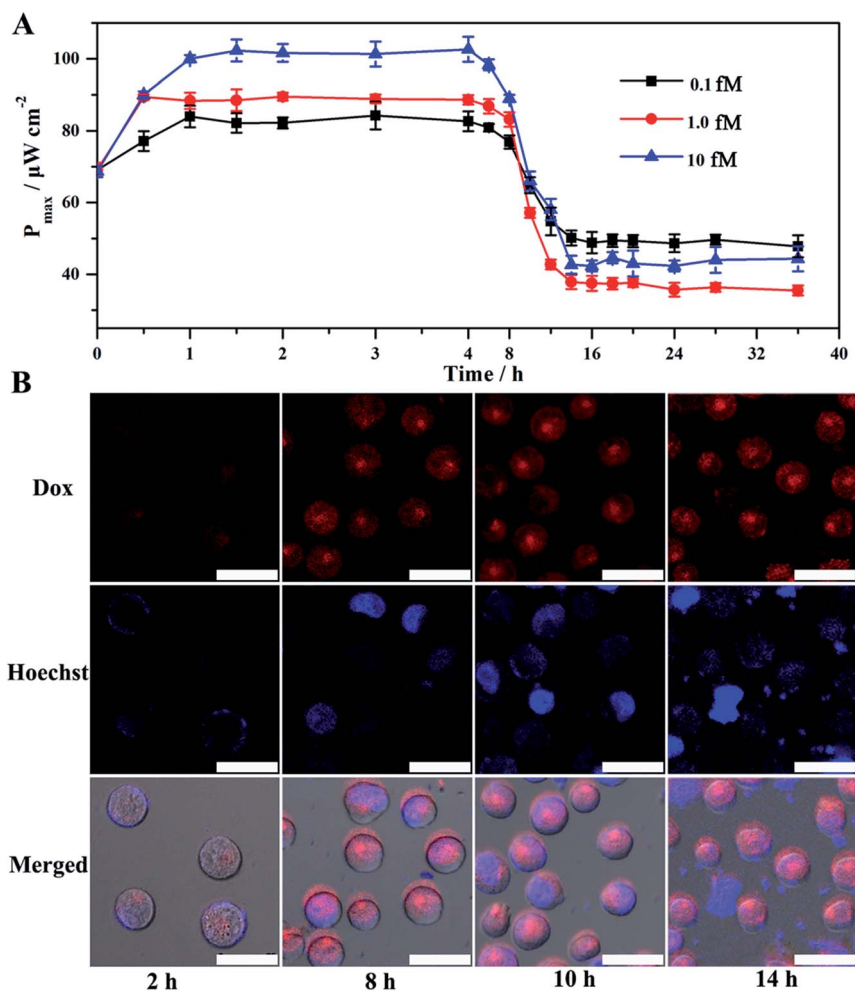 A
P max / µW cm⁻²
100
80
60
40
0.1 fM
1.0 fM
10 fM
0 1 2 3 4 8 16 24 32 40
Time / h
B
Dox
Hoechst
Merged
2 h 8 h 10 h 14 h